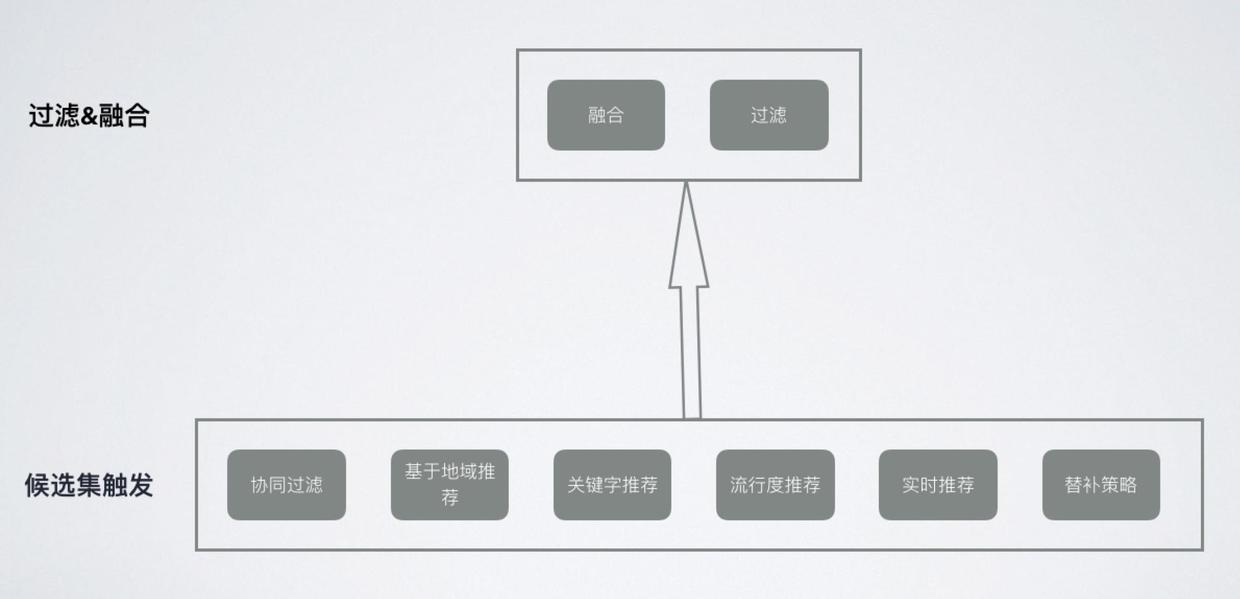 过滤&融合
融合
过滤
候选集触发
协同过滤
基于地域推
荐
关键字推荐
流行度推荐
实时推荐
替补策略